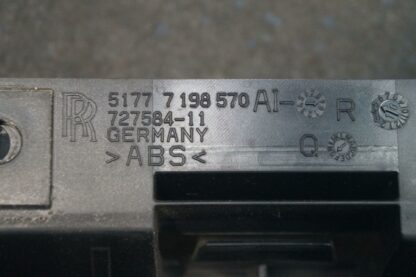 RR 5177 7 198 570 AI- R
727584-11
GERMANY Q
>ABS<